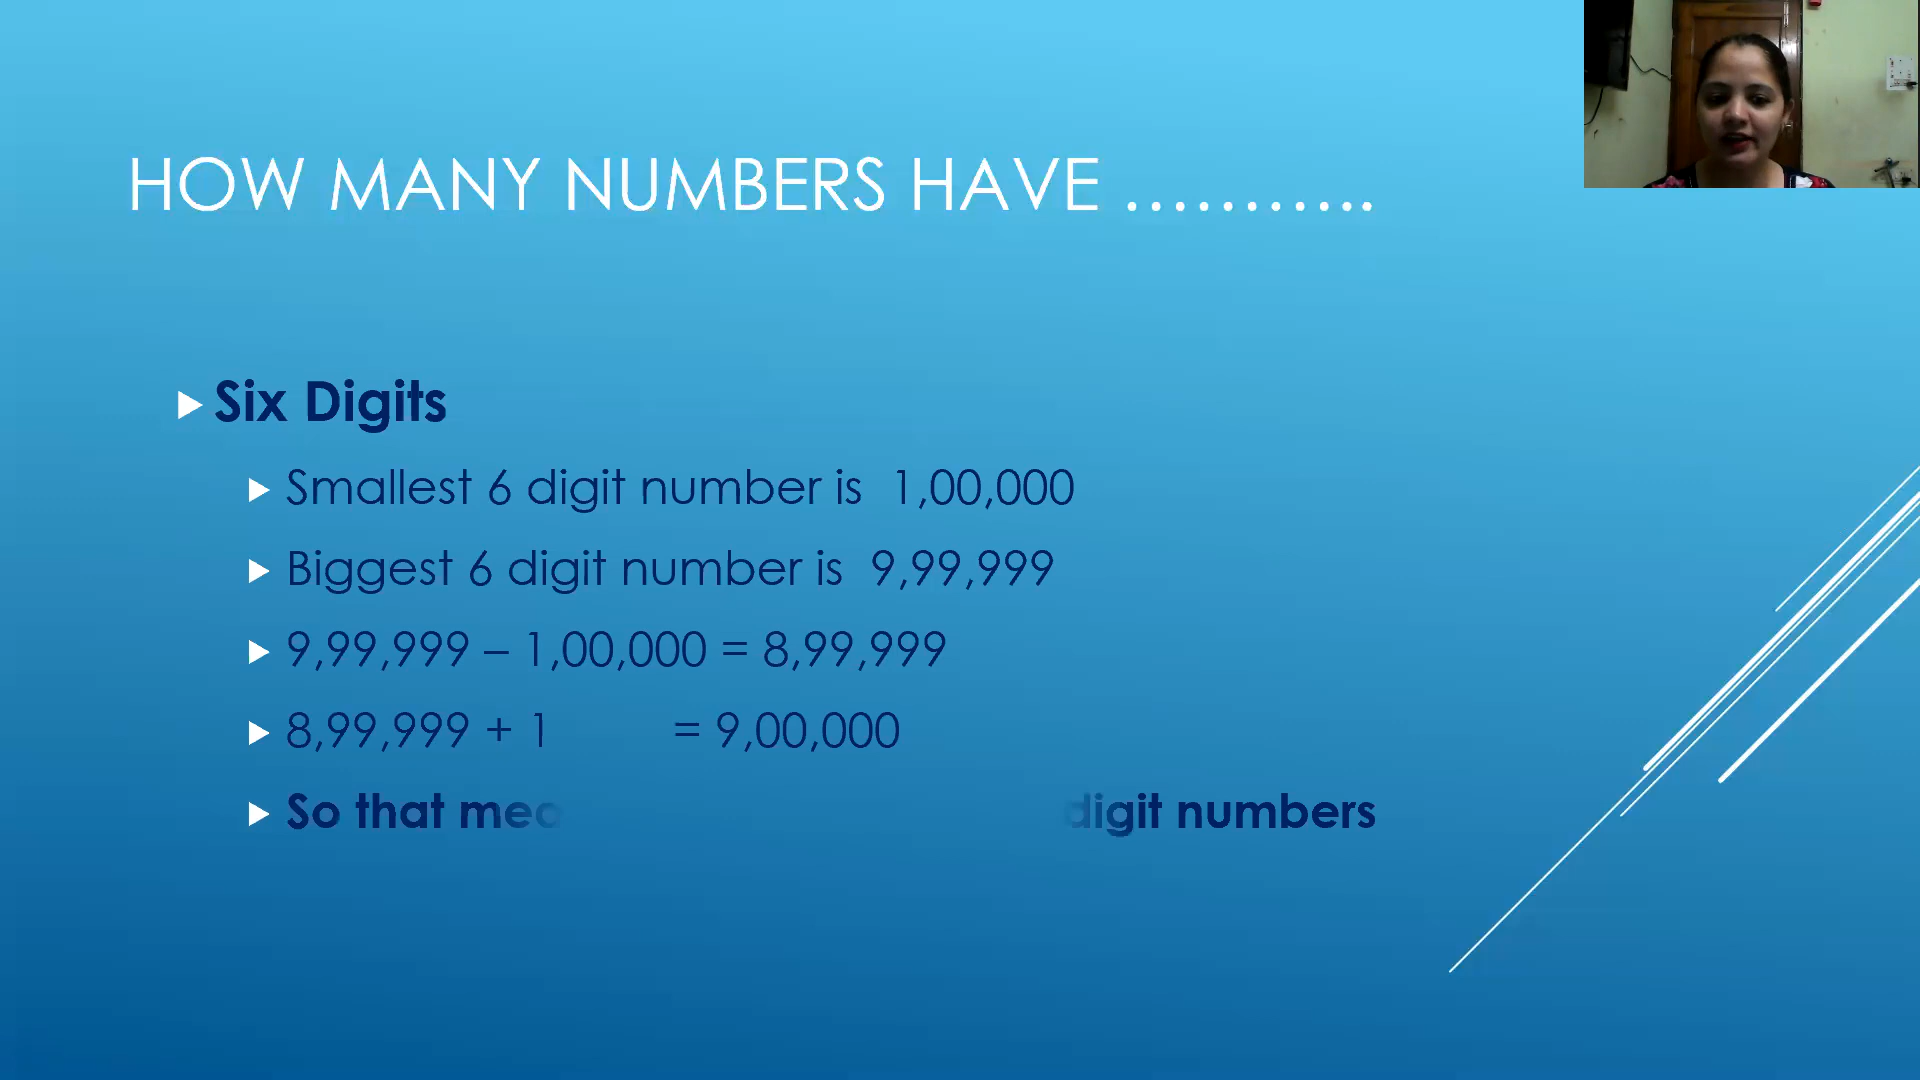 HOW MANY NUMBERS HAVE ………..
Six Digits
Smallest 6 digit number is 1,00,000
Biggest 6 digit number is 9,99,999
9,99,999 – 1,00,000 = 8,99,999
8,99,999 + 1 = 9,00,000
So that digit numbers